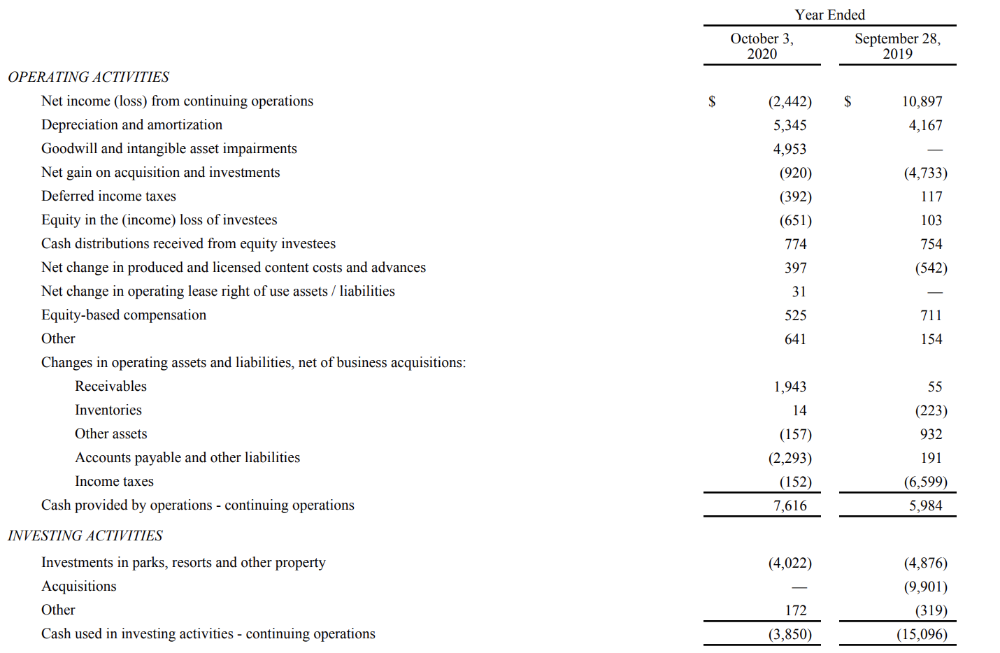 Year Ended
October 3, 2020 September 28, 2019
OPERATING ACTIVITIES
Net income (loss) from continuing operations $ (2,442) $ 10,897
Depreciation and amortization 5,345 4,167
Goodwill and intangible asset impairments 4,953 —
Net gain on acquisition and investments (920) (4,733)
Deferred income taxes (392) 117
Equity in the (income) loss of investees (651) 103
Cash distributions received from equity investees 774 754
Net change in produced and licensed content costs and advances 397 (542)
Net change in operating lease right of use assets / liabilities 31 —
Equity-based compensation 525 711
Other 641 154
Changes in operating assets and liabilities, net of business acquisitions:
Receivables 1,943 55
Inventories 14 (223)
Other assets (157) 932
Accounts payable and other liabilities (2,293) 191
Income taxes (152) (6,599)
Cash provided by operations - continuing operations 7,616 5,984
INVESTING ACTIVITIES
Investments in parks, resorts and other property (4,022) (4,876)
Acquisitions — (9,901)
Other 172 (319)
Cash used in investing activities - continuing operations (3,850) (15,096)